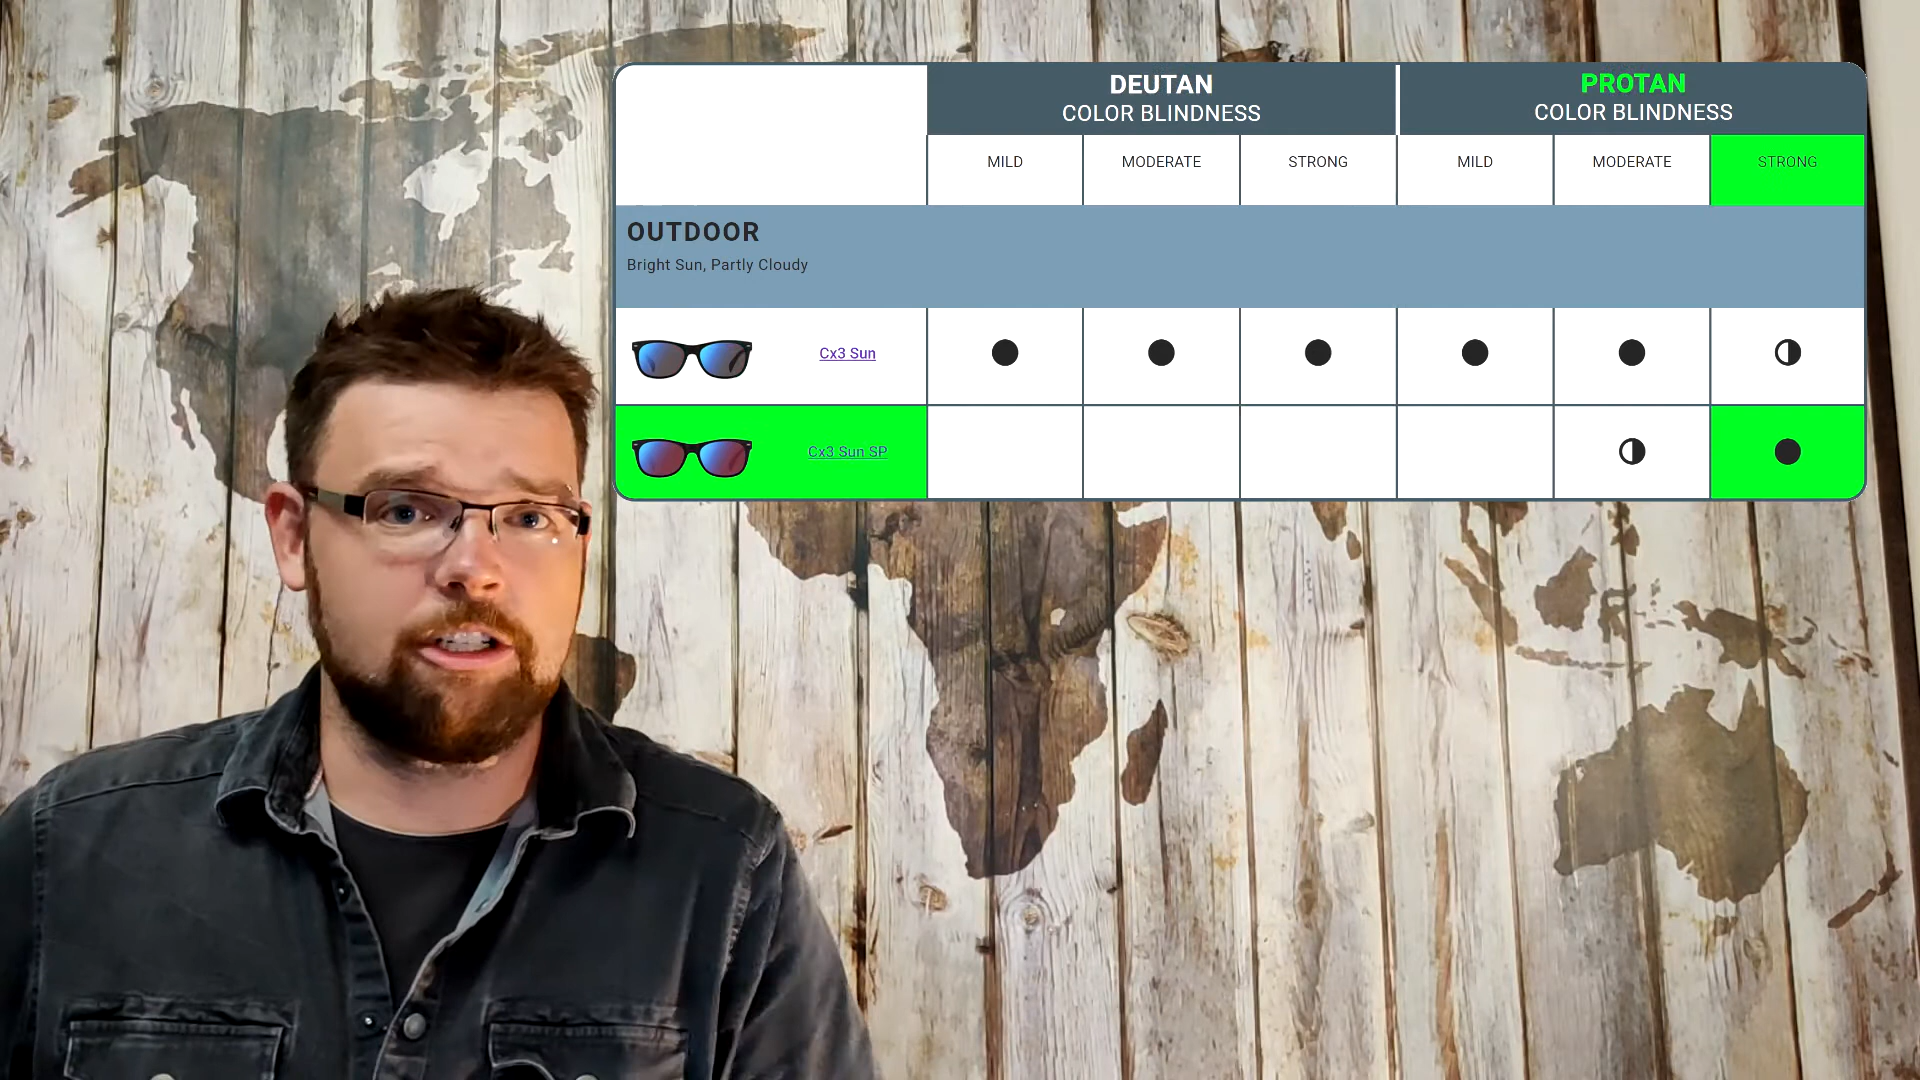 DEUTAN
COLOR BLINDNESS
PROTAN
COLOR BLINDNESS
MILD
MODERATE
STRONG
MILD
MODERATE
STRONG
OUTDOOR
Bright Sun, Partly Cloudy
Cx3 Sun
Cx3 Sun SP